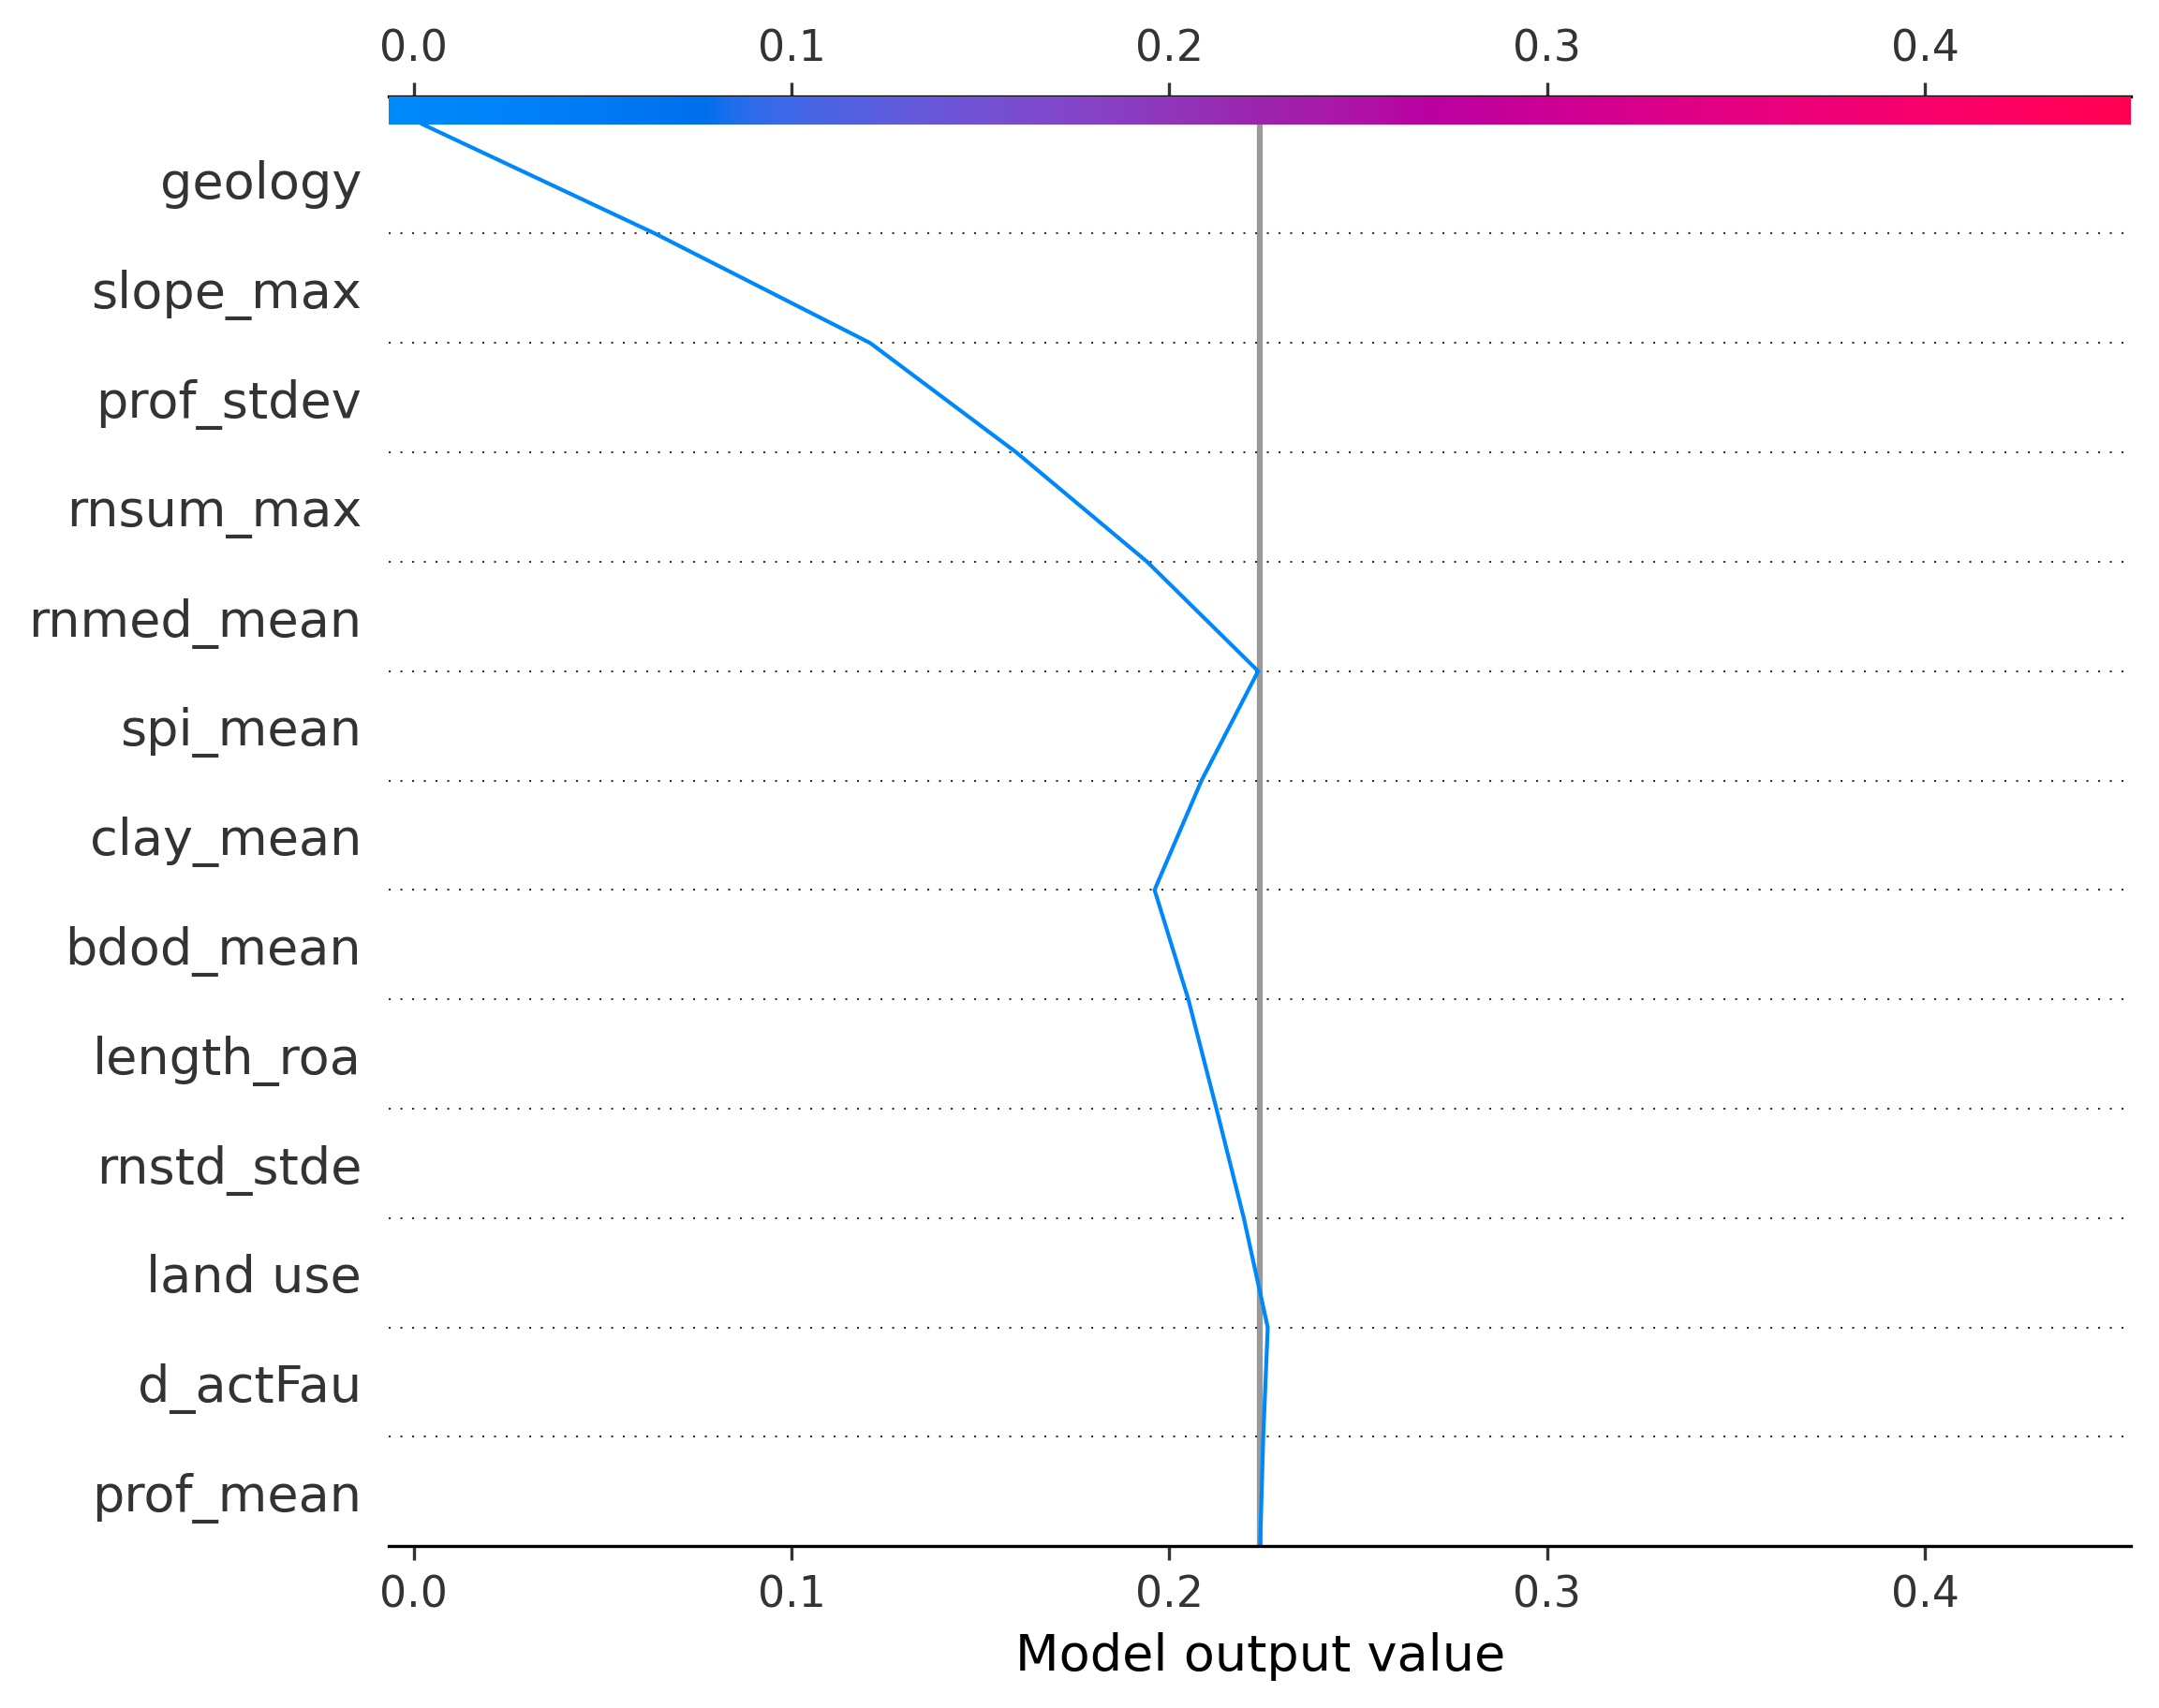 0.0 0.1 0.2 0.3 0.4
geology
slope_max
prof_stdev
rnsum_max
rnmed_mean
spi_mean
clay_mean
bdod_mean
length_roa
rnstd_stde
land use
d_actFau
prof_mean
0.0 0.1 0.2 0.3 0.4
Model output value